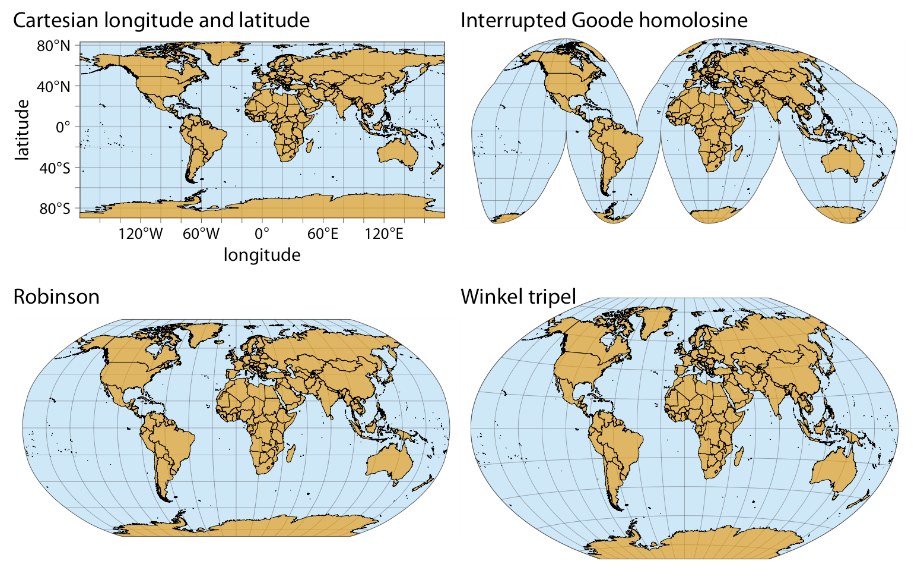 Cartesian longitude and latitude
Interrupted Goode homolosine
80°N
40°N
0°
40°S
80°S
latitude
120°W 60°W 0° 60°E 120°E
longitude
Robinson
Winkel tripel